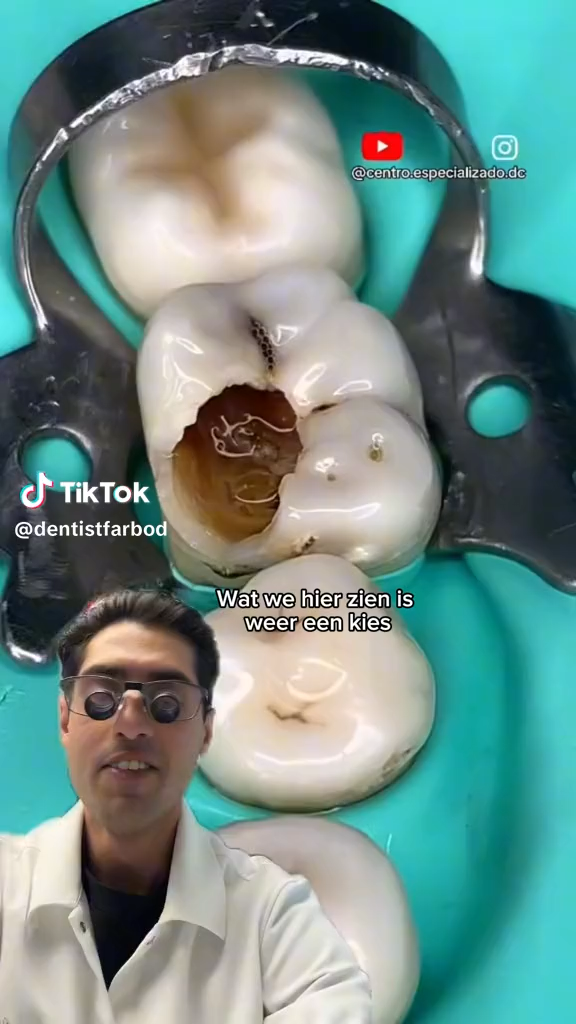 @centro.especializado.dc
TikTok
@dentistfarbod
Wat we hier zien is
weer een kies